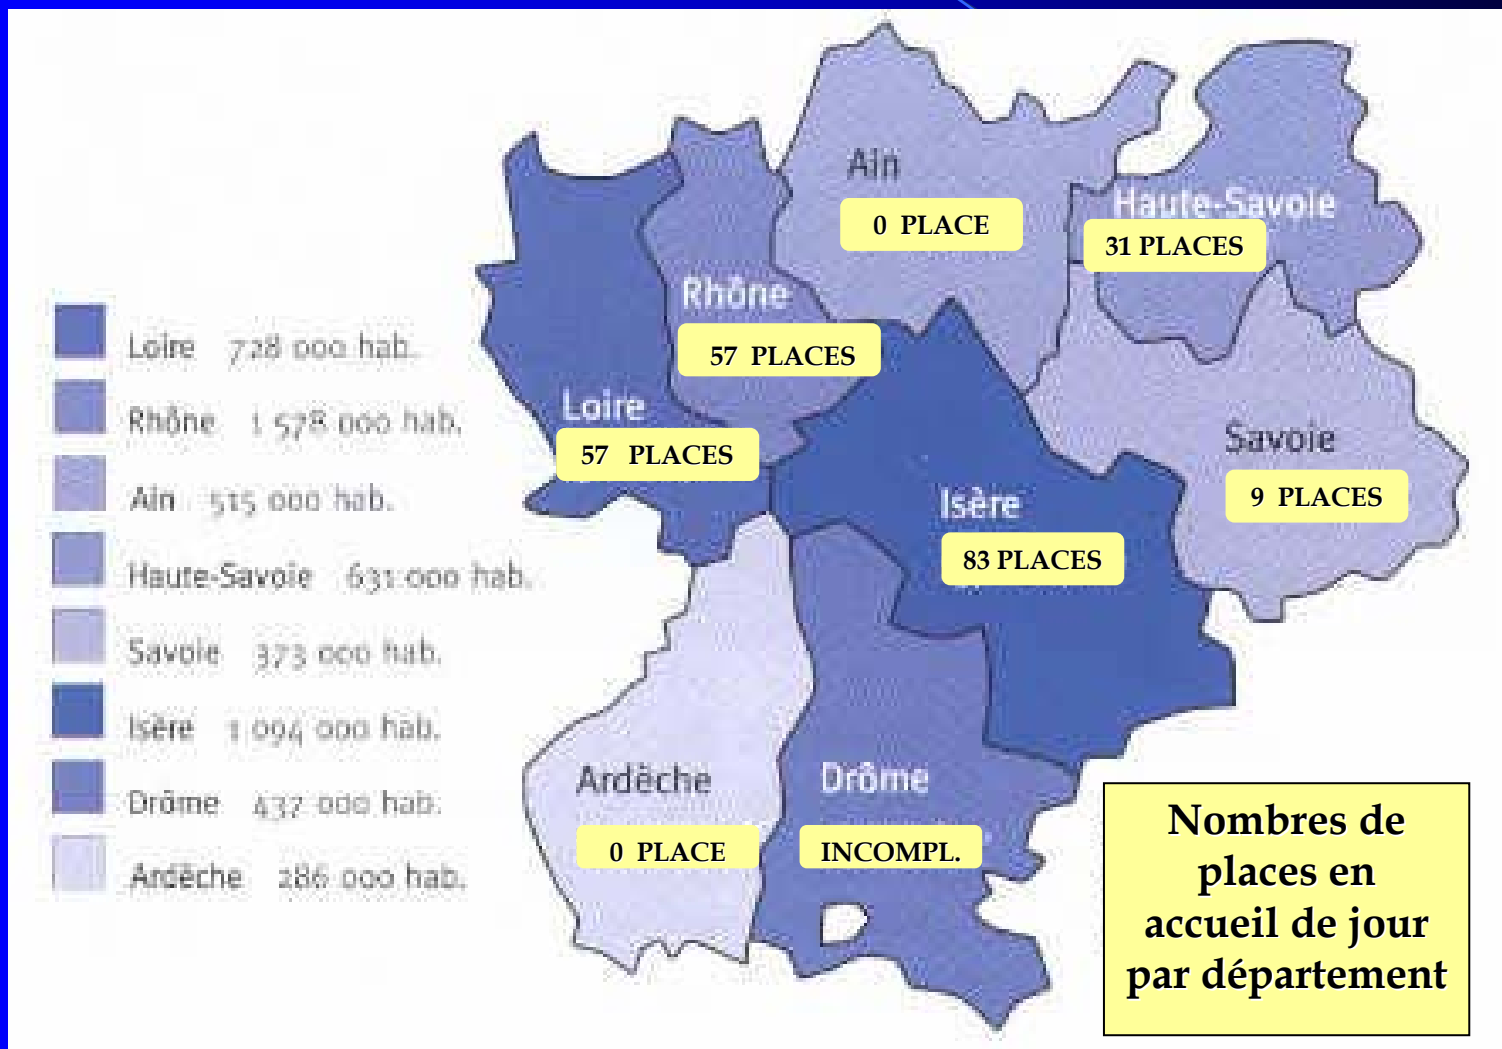 Loire 728 000 hab.
Rhône 1 578 000 hab.
Ain 515 000 hab.
Haute-Savoie 631 000 hab.
Savoie 373 000 hab.
Isère 1 094 000 hab.
Drôme 437 000 hab.
Ardèche 286 000 hab.
Ain
0 PLACE
Haute-Savoie
31 PLACES
Rhône
57 PLACES
Loire
57 PLACES
Savoie
9 PLACES
Isère
83 PLACES
Ardèche
0 PLACE
Drôme
INCOMPL.
Nombres de
places en
accueil de jour
par département